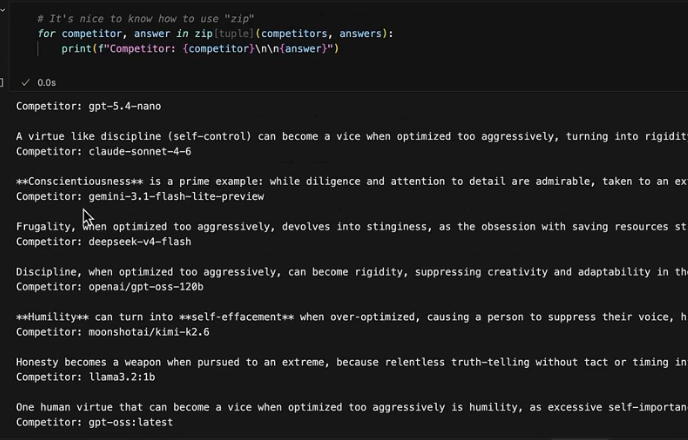 # It's nice to know how to use "zip"
for competitor, answer in zip[tuple](competitors, answers):
print(f"Competitor: {competitor}\n\n{answer}")
0.0s
Competitor: gpt-5.4-nano
A virtue like discipline (self-control) can become a vice when optimized too aggressively, turning into rigidity
Competitor: claude-sonnet-4-6
**Conscientiousness** is a prime example: while diligence and attention to detail are admirable, taken to an ex
Competitor: gemini-3.1-flash-lite-preview
Frugality, when optimized too aggressively, devolves into stinginess, as the obsession with saving resources st
Competitor: deepseek-v4-flash
Discipline, when optimized too aggressively, can become rigidity, suppressing creativity and adaptability in the
Competitor: openai/gpt-oss-120b
**Humility** can turn into **self-effacement** when over-optimized, causing a person to suppress their voice, h
Competitor: moonshotai/kimi-k2.6
Honesty becomes a weapon when pursued to an extreme, because relentless truth-telling without tact or timing in
Competitor: llama3.2:1b
One human virtue that can become a vice when optimized too aggressively is humility, as excessive self-importan
Competitor: gpt-oss:latest